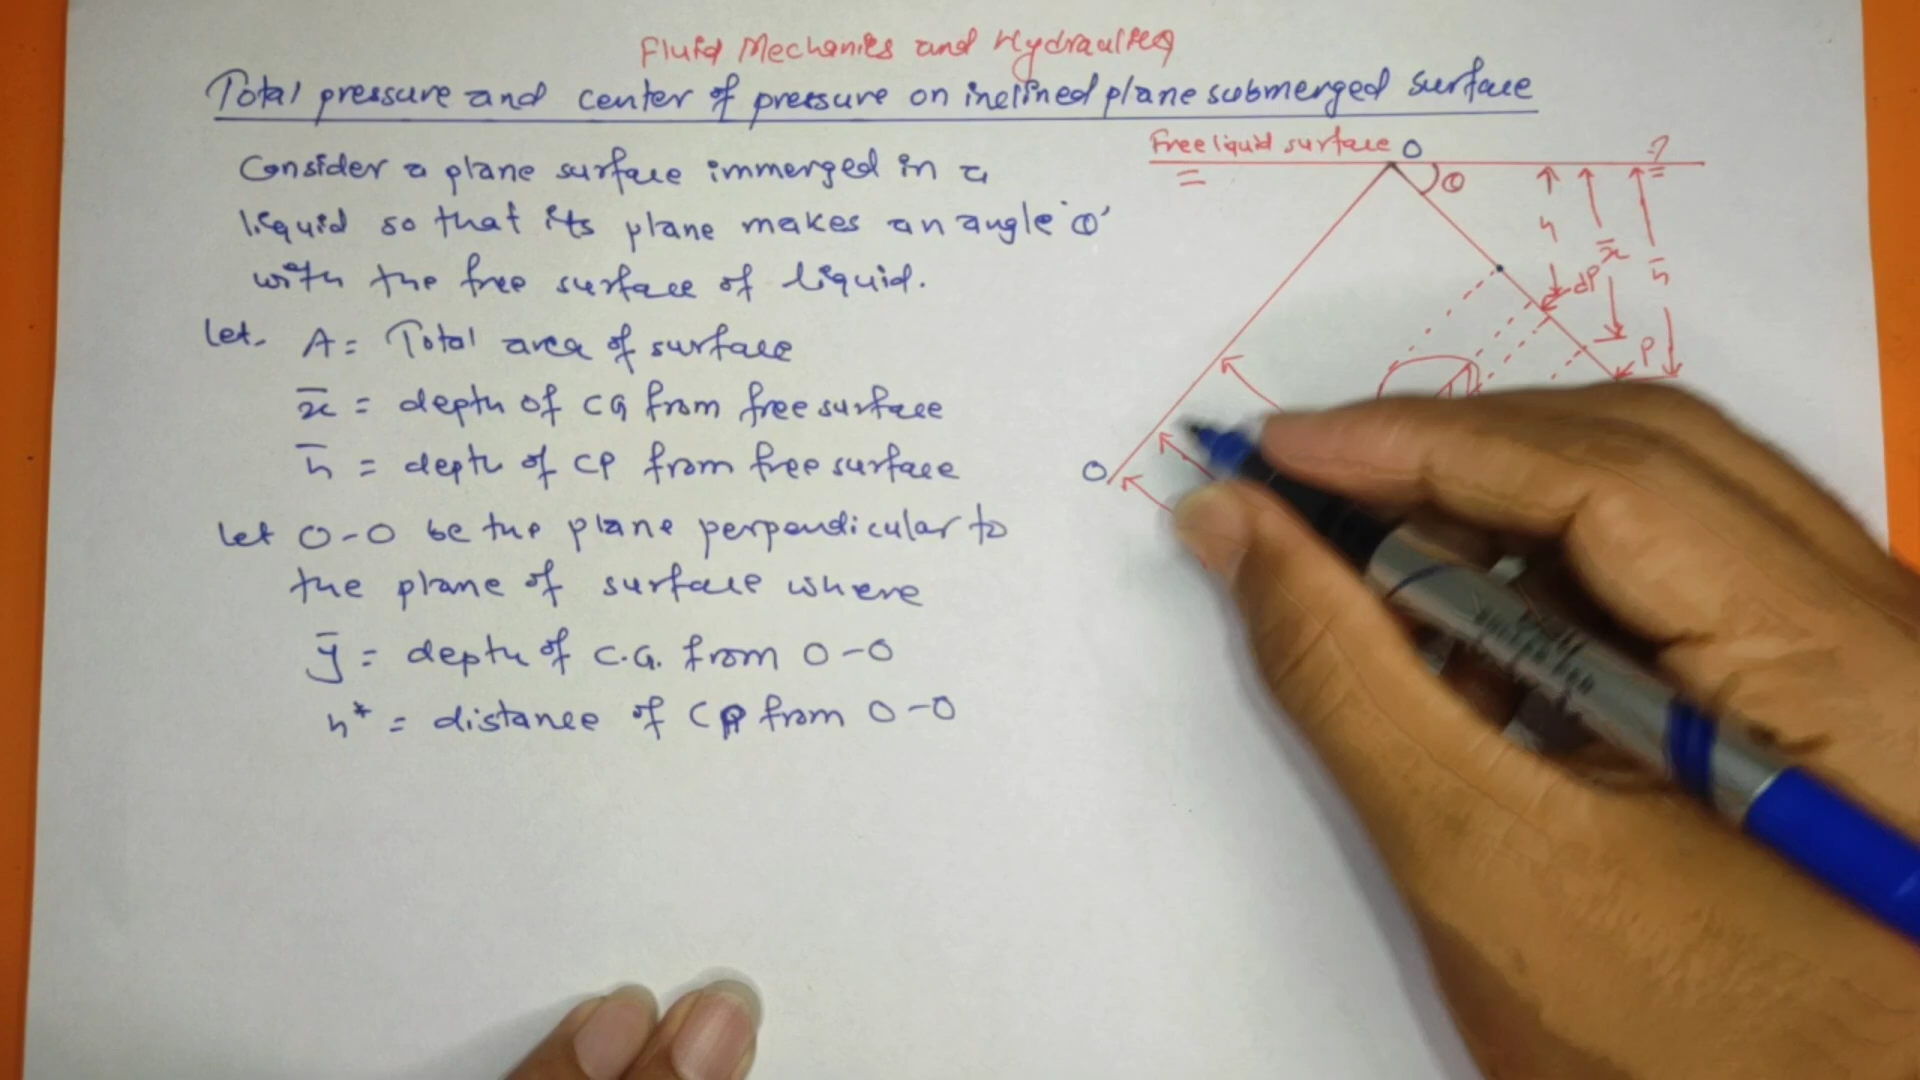 Fluid Mechanics and Hydraulics
Total pressure and center of pressure on inclined plane submerged surface
Consider a plane surface immerged in a
liquid so that its plane makes an angle 'θ'
with the free surface of liquid.
Let, A = Total area of surface
x̄ = depth of CG from free surface
h̄ = depth of CP from free surface
Let O-O be the plane perpendicular to
the plane of surface where
ȳ = depth of C.G. from O-O
h* = distance of CP from O-O
Free liquid surface O
θ
h
x̄
h̄
dP
P
O